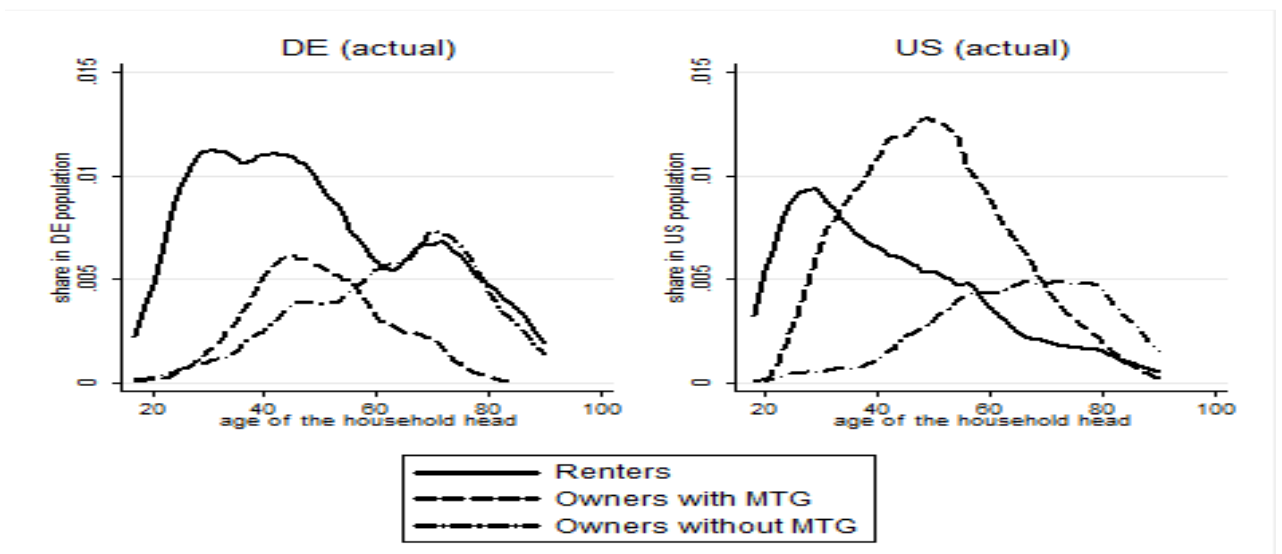 DE (actual)
share in DE population
.015
.01
.005
0
20 40 60 80 100
age of the household head
US (actual)
share in US population
.015
.01
.005
0
20 40 60 80 100
age of the household head
Renters
Owners with MTG
Owners without MTG